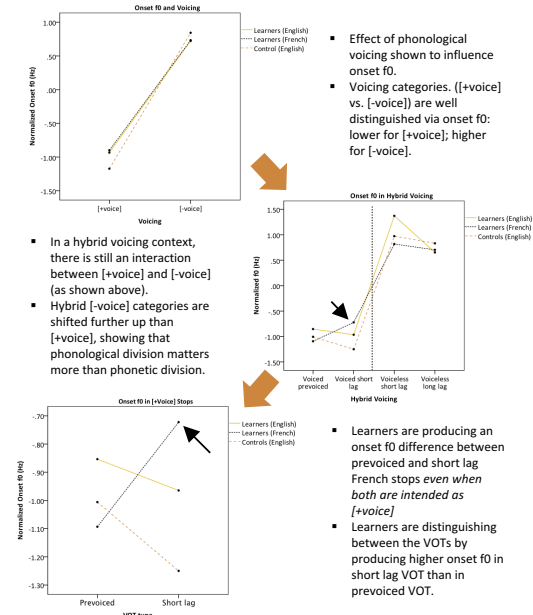 Onset f0 and Voicing
Learners (English)
Learners (French)
Control (English)
Normalized Onset f0 (Hz)
1.00
.50
.00
-.50
-1.00
-1.50
[+voice]
[-voice]
Voicing
▪ Effect of phonological
voicing shown to influence
onset f0.
▪ Voicing categories. ([+voice]
vs. [-voice]) are well
distinguished via onset f0:
lower for [+voice]; higher
for [-voice].
▪ In a hybrid voicing context,
there is still an interaction
between [+voice] and [-voice]
(as shown above).
▪ Hybrid [-voice] categories are
shifted further up than
[+voice], showing that
phonological division matters
more than phonetic division.
Onset f0 in Hybrid Voicing
Learners (English)
Learners (French)
Controls (English)
Normalized f0 (Hz)
1.50
1.00
.50
.00
-.50
-1.00
-1.50
Voiced prevoiced
Voiced short lag
Voiceless short lag
Voiceless long lag
Hybrid Voicing
Onset f0 in [+Voice] Stops
Learners (English)
Learners (French)
Controls (English)
Normalized Onset f0 (Hz)
-.70
-.80
-.90
-1.00
-1.10
-1.20
-1.30
Prevoiced
Short lag
VOT type
▪ Learners are producing an
onset f0 difference between
prevoiced and short lag
French stops even when
both are intended as
[+voice]
▪ Learners are distinguishing
between the VOTs by
producing higher onset f0 in
short lag VOT than in
prevoiced VOT.